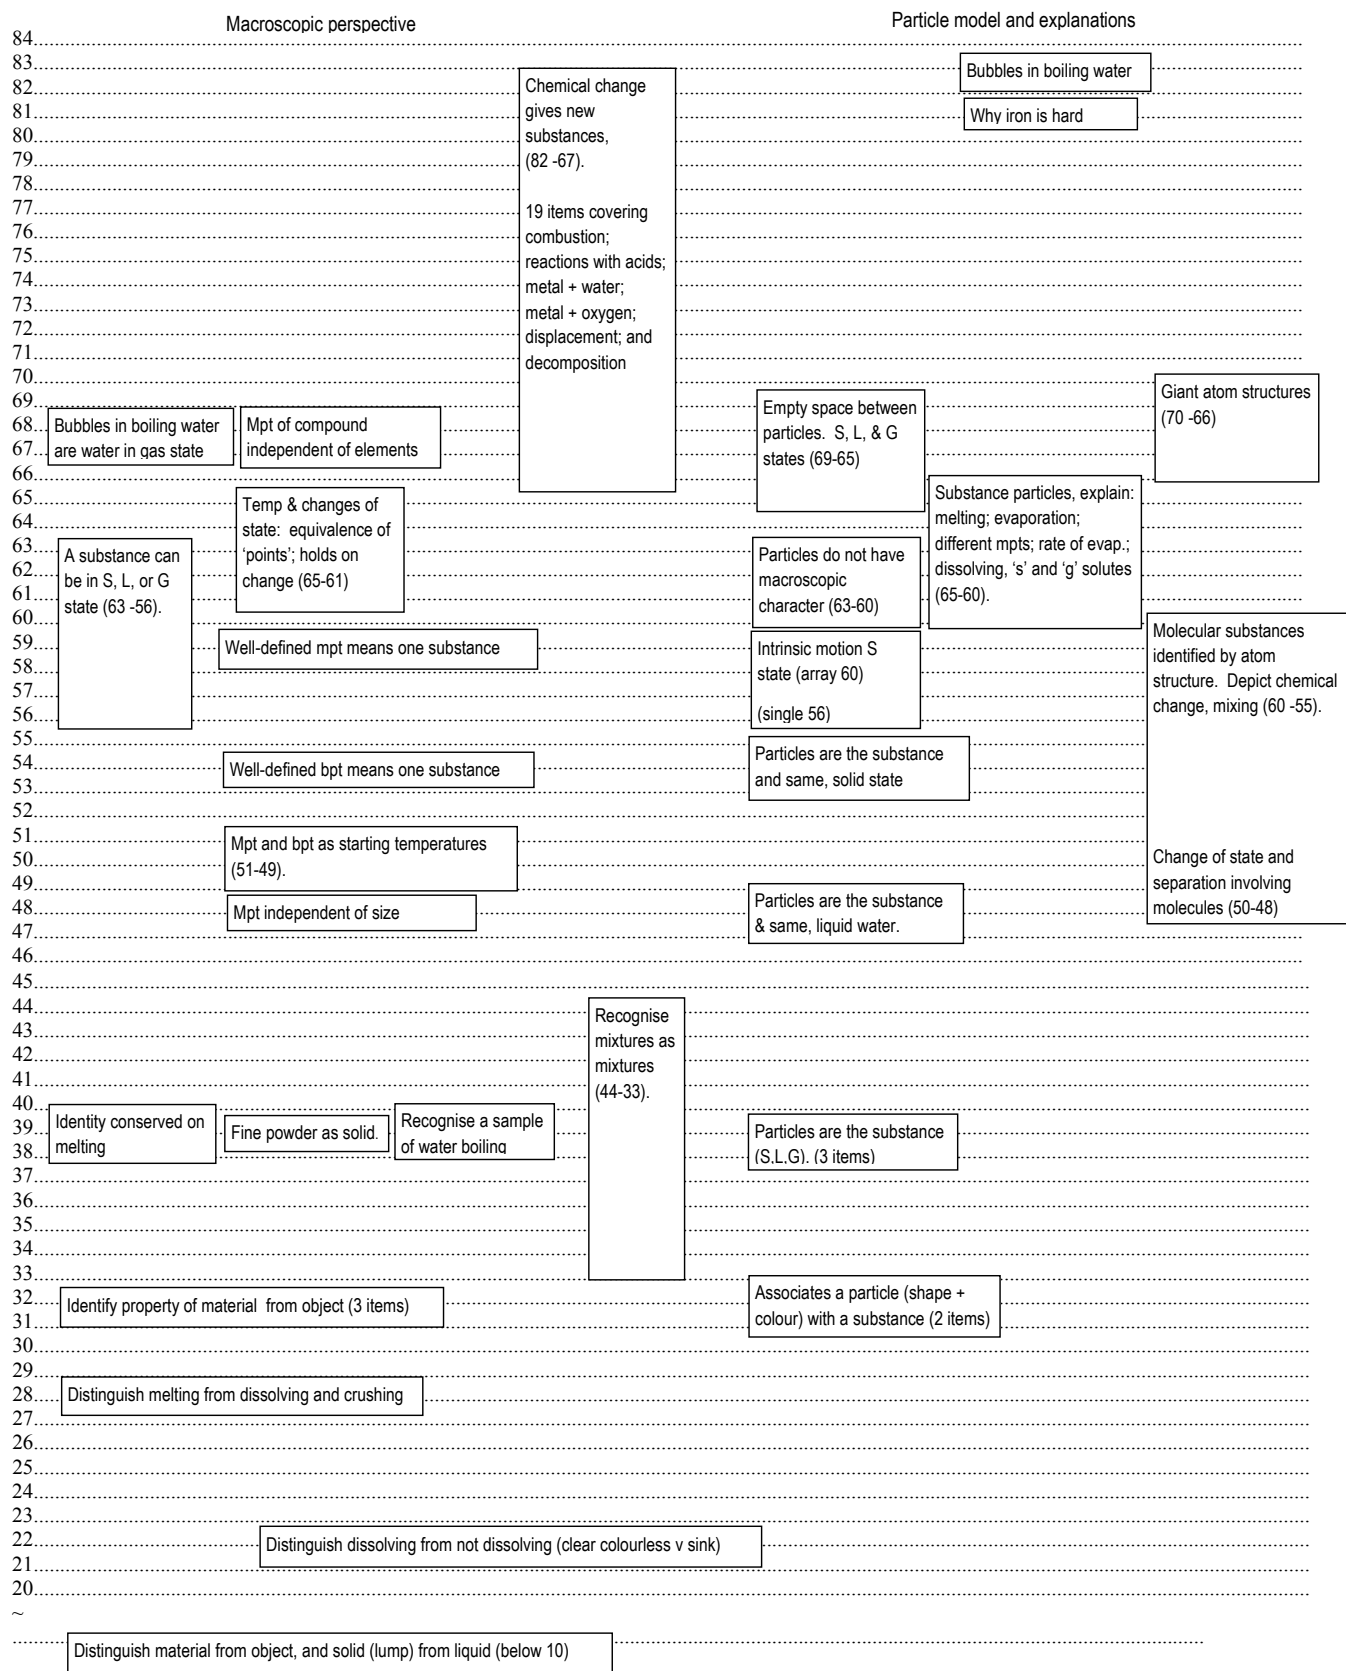 Macroscopic perspective
Particle model and explanations
84
83
82
81
80
79
78
77
76
75
74
73
72
71
70
69
68
67
66
65
64
63
62
61
60
59
58
57
56
55
54
53
52
51
50
49
48
47
46
45
44
43
42
41
40
39
38
37
36
35
34
33
32
31
30
29
28
27
26
25
24
23
22
21
20
~
Chemical change
gives new
substances,
(82 -67).
19 items covering
combustion;
reactions with acids;
metal + water;
metal + oxygen;
displacement; and
decomposition
Bubbles in boiling water
are water in gas state
Mpt of compound
independent of elements
Temp & changes of
state: equivalence of
‘points’; holds on
change (65-61)
A substance can
be in S, L, or G
state (63 -56).
Well-defined mpt means one substance
Well-defined bpt means one substance
Mpt and bpt as starting temperatures
(51-49).
Mpt independent of size
Recognise
mixtures as
mixtures
(44-33).
Identity conserved on
melting
Fine powder as solid.
Recognise a sample
of water boiling
Identify property of material from object (3 items)
Distinguish melting from dissolving and crushing
Distinguish dissolving from not dissolving (clear colourless v sink)
Distinguish material from object, and solid (lump) from liquid (below 10)
Bubbles in boiling water
Why iron is hard
Giant atom structures
(70 -66)
Empty space between
particles. S, L, & G
states (69-65)
Substance particles, explain:
melting; evaporation;
different mpts; rate of evap.;
dissolving, ‘s’ and ‘g’ solutes
(65-60).
Particles do not have
macroscopic
character (63-60)
Intrinsic motion S
state (array 60)
(single 56)
Molecular substances
identified by atom
structure. Depict chemical
change, mixing (60 -55).
Change of state and
separation involving
molecules (50-48)
Particles are the substance
and same, solid state
Particles are the substance
& same, liquid water.
Particles are the substance
(S,L,G). (3 items)
Associates a particle (shape +
colour) with a substance (2 items)